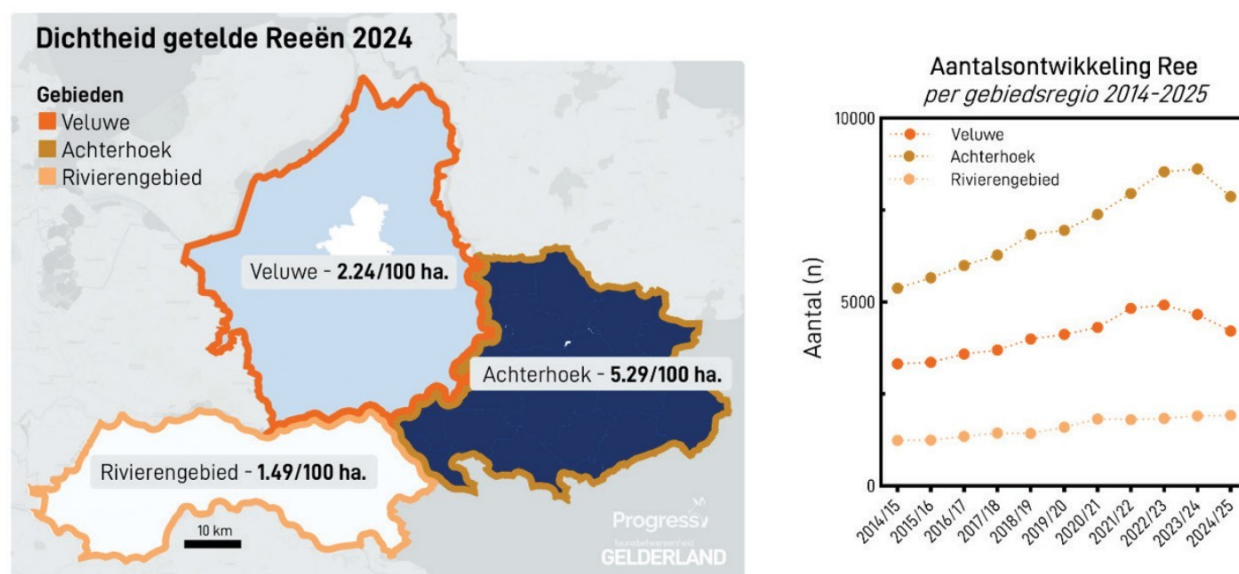 Dichtheid getelde Reeën 2024
Gebieden
Veluwe
Achterhoek
Rivierengebied
Veluwe - 2.24/100 ha.
Achterhoek - 5.29/100 ha.
Rivierengebied - 1.49/100 ha.
10 km
Progress
faunabeheereenheid
GELDERLAND
Aantalsontwikkeling Ree
per gebiedsregio 2014-2025
Aantal (n)
10000
5000
0
Veluwe
Achterhoek
Rivierengebied
2014/15
2015/16
2016/17
2017/18
2018/19
2019/20
2020/21
2021/22
2022/23
2023/24
2024/25